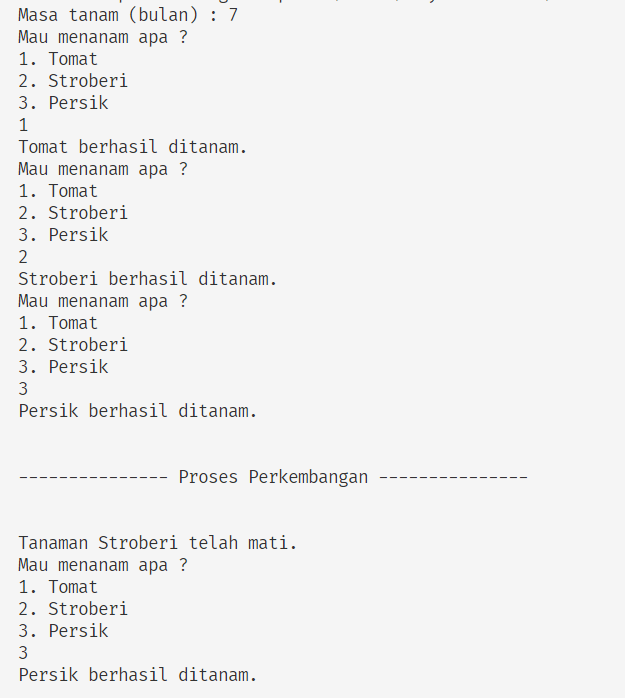 Masa tanam (bulan) : 7
Mau menanam apa ?
1. Tomat
2. Stroberi
3. Persik
1
Tomat berhasil ditanam.
Mau menanam apa ?
1. Tomat
2. Stroberi
3. Persik
2
Stroberi berhasil ditanam.
Mau menanam apa ?
1. Tomat
2. Stroberi
3. Persik
3
Persik berhasil ditanam.
--------------- Proses Perkembangan ---------------
Tanaman Stroberi telah mati.
Mau menanam apa ?
1. Tomat
2. Stroberi
3. Persik
3
Persik berhasil ditanam.